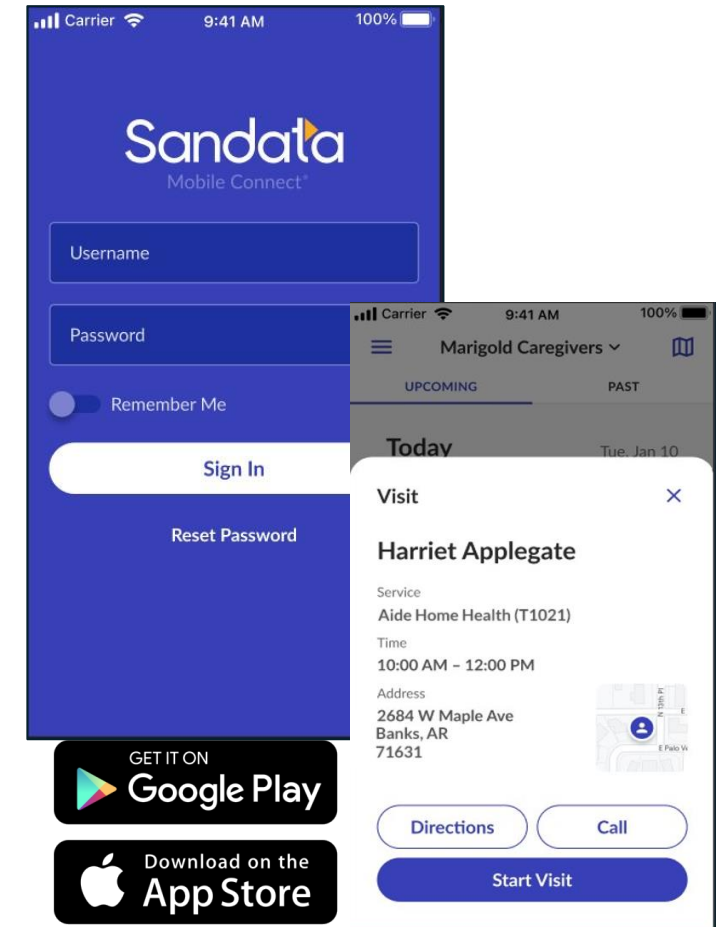 Carrier 9:41 AM 100%
Sandata
Mobile Connect®
Username
Password
Remember Me
Sign In
Reset Password
GET IT ON
Google Play
Download on the
App Store
Carrier 9:41 AM 100%
Marigold Caregivers
UPCOMING PAST
Today Tue, Jan 10
Visit
Harriet Applegate
Service
Aide Home Health (T1021)
Time
10:00 AM – 12:00 PM
Address
2684 W Maple Ave
Banks, AR
71631
N 13th Pl
E
E Palo
Directions Call
Start Visit